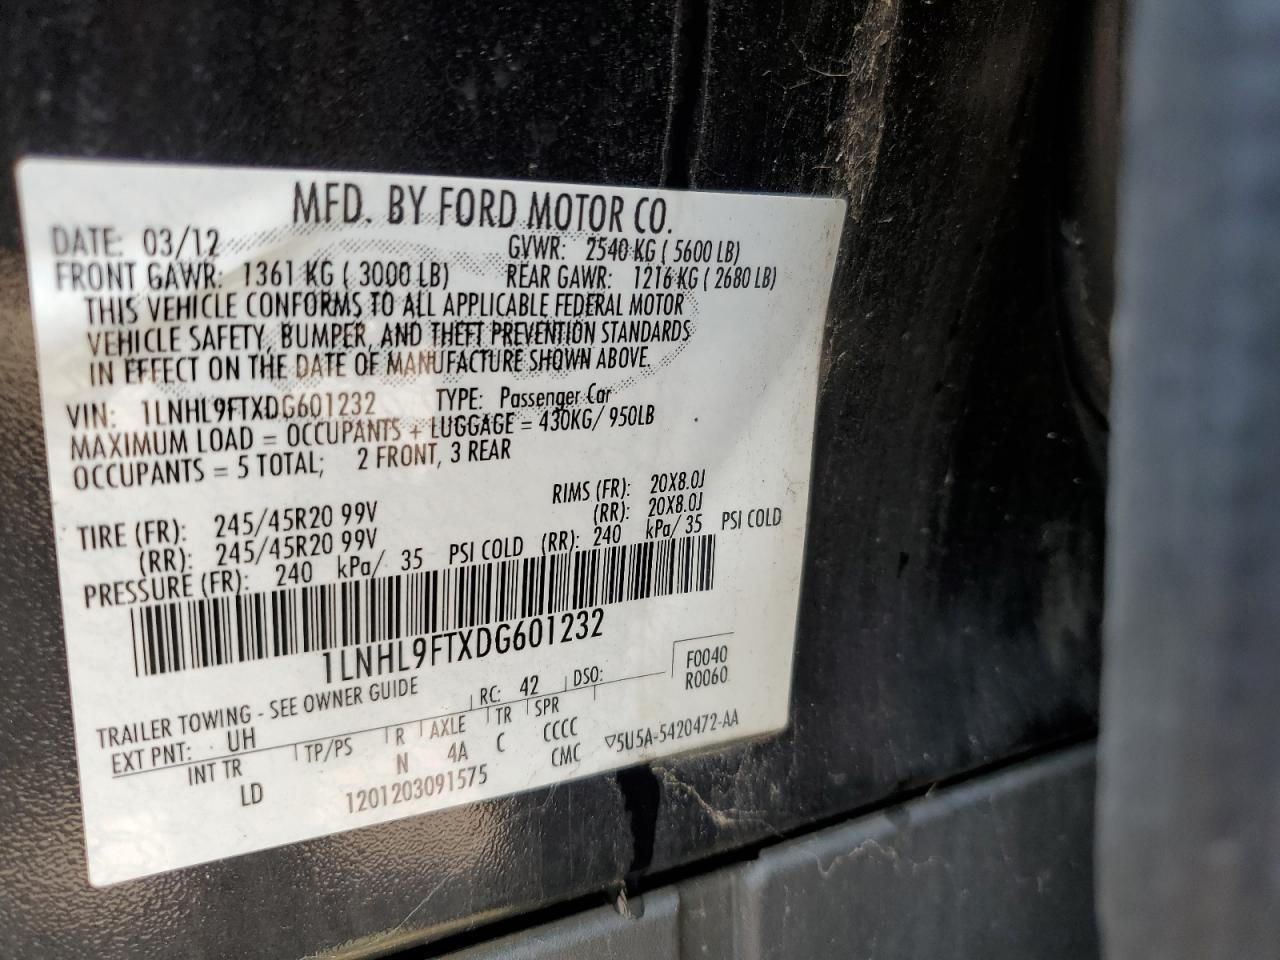 MFD. BY FORD MOTOR CO.
DATE: 03/12 GVWR: 2540 KG ( 5600 LB)
FRONT GAWR: 1361 KG ( 3000 LB) REAR GAWR: 1216 KG ( 2680 LB)
THIS VEHICLE CONFORMS TO ALL APPLICABLE FEDERAL MOTOR
VEHICLE SAFETY, BUMPER, AND THEFT PREVENTION STANDARDS
IN EFFECT ON THE DATE OF MANUFACTURE SHOWN ABOVE.
VIN: 1LNHL9FTXDG601232 TYPE: Passenger Car
MAXIMUM LOAD = OCCUPANTS + LUGGAGE = 430KG/ 950LB
OCCUPANTS = 5 TOTAL; 2 FRONT, 3 REAR
TIRE (FR): 245/45R20 99V RIMS (FR): 20X8.0J
(RR): 245/45R20 99V (RR): 20X8.0J
PRESSURE (FR): 240 kPa/ 35 PSI COLD (RR): 240 kPa/ 35 PSI COLD
1LNHL9FTXDG601232
TRAILER TOWING - SEE OWNER GUIDE RC: 42 DSO: F0040
R0060
EXT PNT: UH TP/PS R AXLE TR SPR
INT TR N 4A C CCCC ▽5U5A-5420472-AA
LD 1201203091575 CMC